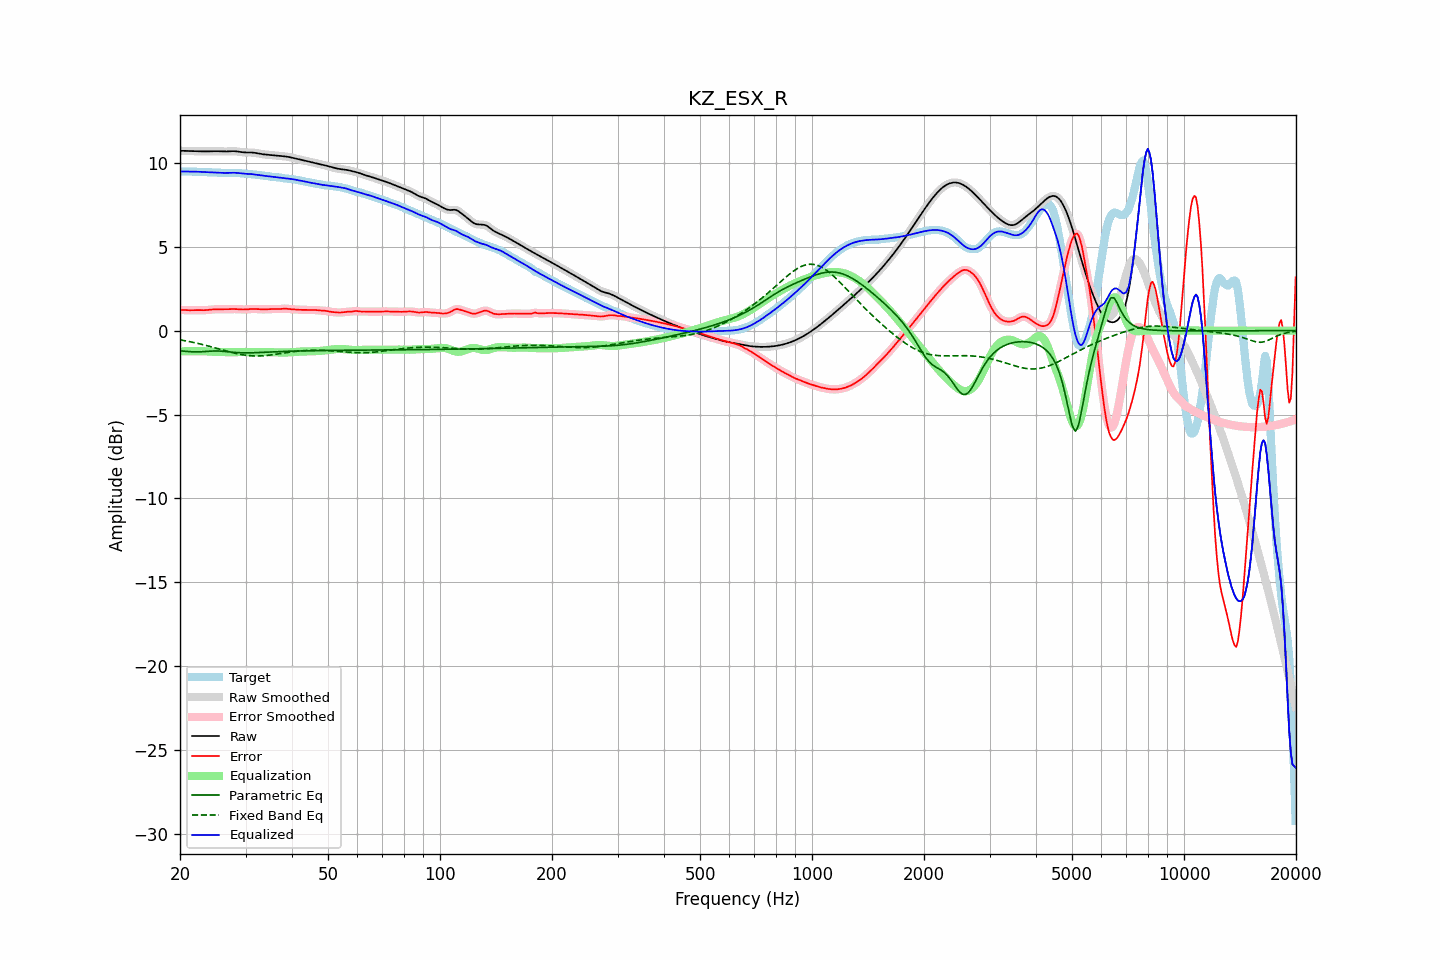 KZ_ESX_R
Amplitude (dBr)
10
5
0
−5
−10
−15
−20
−25
−30
Target
Raw Smoothed
Error Smoothed
Raw
Error
Equalization
Parametric Eq
Fixed Band Eq
Equalized
20 50 100 200 500 1000 2000 5000 10000 20000
Frequency (Hz)